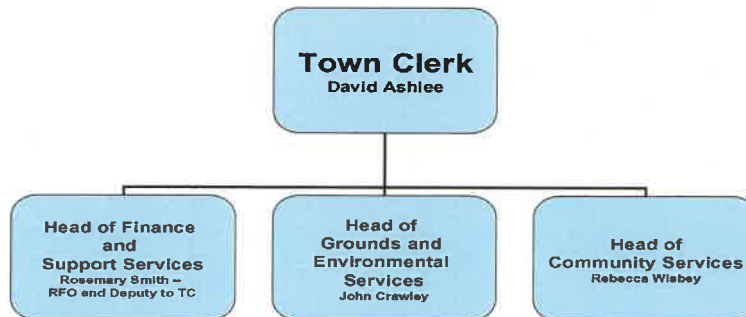 Town Clerk
David Ashlee
Head of Finance
and
Support Services
Rosemary Smith –
RFO and Deputy to TC
Head of
Grounds and
Environmental
Services
John Crawley
Head of
Community Services
Rebecca Wisbey